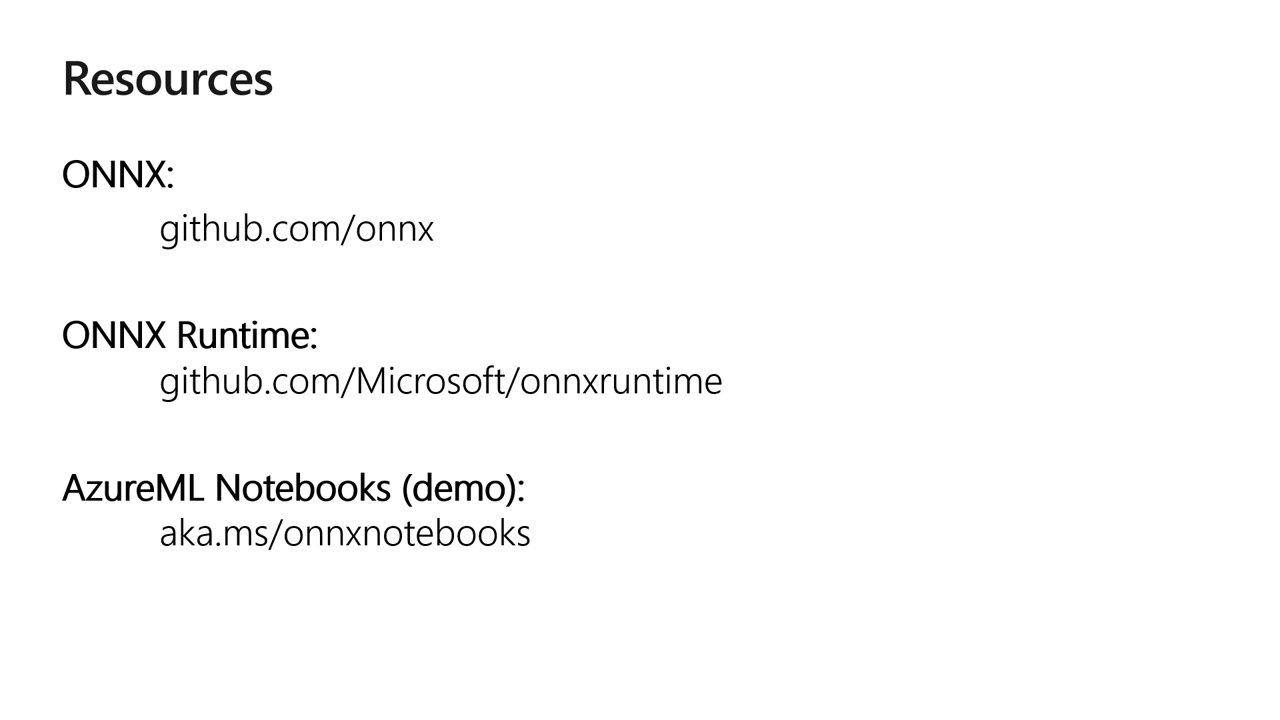 Resources
ONNX:
github.com/onnx
ONNX Runtime:
github.com/Microsoft/onnxruntime
AzureML Notebooks (demo):
aka.ms/onnxnotebooks